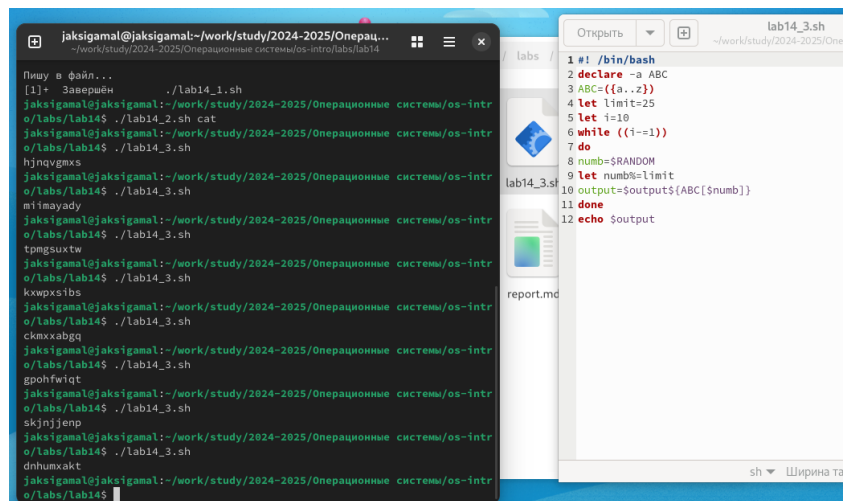 jaksigamal@jaksigamal:~/work/study/2024-2025/Операц...
~/work/study/2024-2025/Операционные системы/os-intro/labs/lab14
Пишу в файл...
[1]+  Завершён        ./lab14_1.sh
jaksigamal@jaksigamal:~/work/study/2024-2025/Операционные системы/os-intr
o/labs/lab14$ ./lab14_2.sh cat
jaksigamal@jaksigamal:~/work/study/2024-2025/Операционные системы/os-intr
o/labs/lab14$ ./lab14_3.sh
hjnqvgmxs
jaksigamal@jaksigamal:~/work/study/2024-2025/Операционные системы/os-intr
o/labs/lab14$ ./lab14_3.sh
miimayady
jaksigamal@jaksigamal:~/work/study/2024-2025/Операционные системы/os-intr
o/labs/lab14$ ./lab14_3.sh
tpmgsuxtw
jaksigamal@jaksigamal:~/work/study/2024-2025/Операционные системы/os-intr
o/labs/lab14$ ./lab14_3.sh
kxwpxsibs
jaksigamal@jaksigamal:~/work/study/2024-2025/Операционные системы/os-intr
o/labs/lab14$ ./lab14_3.sh
ckmxxabgq
jaksigamal@jaksigamal:~/work/study/2024-2025/Операционные системы/os-intr
o/labs/lab14$ ./lab14_3.sh
gpohfwiqt
jaksigamal@jaksigamal:~/work/study/2024-2025/Операционные системы/os-intr
o/labs/lab14$ ./lab14_3.sh
skjnjjenp
jaksigamal@jaksigamal:~/work/study/2024-2025/Операционные системы/os-intr
o/labs/lab14$ ./lab14_3.sh
dnhumxakt
jaksigamal@jaksigamal:~/work/study/2024-2025/Операционные системы/os-intr
o/labs/lab14$
/ labs /
lab14_3.sh
report.md
Открыть
lab14_3.sh
~/work/study/2024-2025/Опе
1 #! /bin/bash
2 declare -a ABC
3 ABC=({a..z})
4 let limit=25
5 let i=10
6 while ((i-=1))
7 do
8 numb=$RANDOM
9 let numb%=limit
10 output=$output${ABC[$numb]}
11 done
12 echo $output
sh
Ширина та